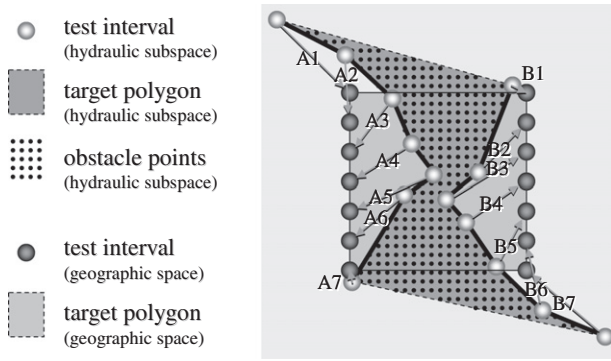 test interval
(hydraulic subspace)
target polygon
(hydraulic subspace)
obstacle points
(hydraulic subspace)
test interval
(geographic space)
target polygon
(geographic space)
A1
A2
A3
A4
A5
A6
A7
B1
B2
B3
B4
B5
B6
B7